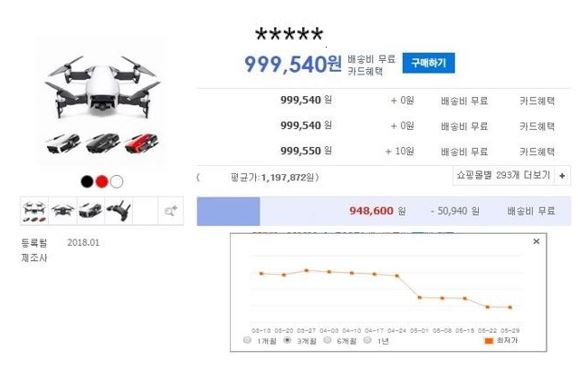 *****
999,540원 배송비 무료 카드혜택 구매하기
999,540 원 + 0원 배송비 무료 카드혜택
999,540 원 + 0원 배송비 무료 카드혜택
999,550 원 + 10원 배송비 무료 카드혜택
( 평균가:1,197,872원) 쇼핑몰별 293개 더보기 +
948,600 원 - 50,940 원 배송비 무료
등록월 2018.01
제조사
×
03-13 03-20 03-27 04-03 04-10 04-17 04-24 05-01 05-08 05-15 05-22 05-29
1개월 3개월 6개월 1년 최저가